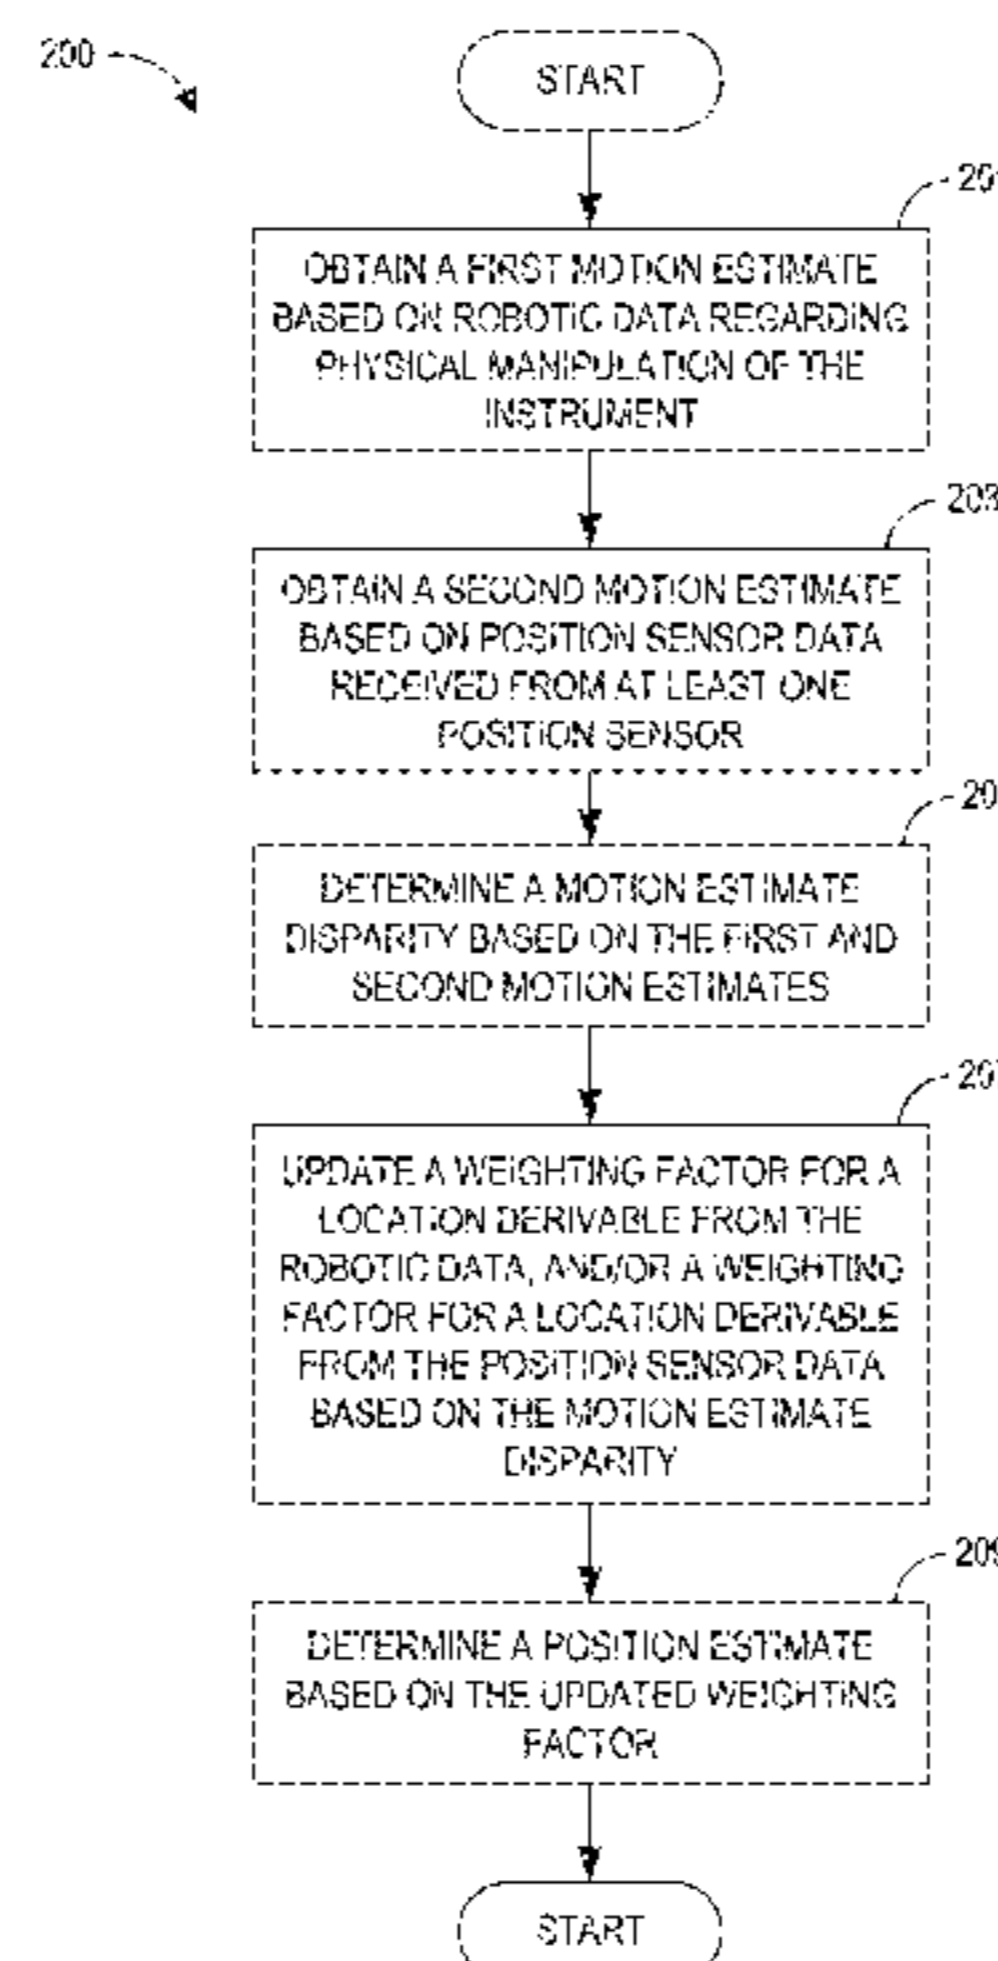 200
START
OBTAIN A FIRST MOTION ESTIMATE
BASED ON ROBOTIC DATA REGARDING
PHYSICAL MANIPULATION OF THE
INSTRUMENT
203
OBTAIN A SECOND MOTION ESTIMATE
BASED ON POSITION SENSOR DATA
RECEIVED FROM AT LEAST ONE
POSITION SENSOR
DETERMINE A MOTION ESTIMATE
DISPARITY BASED ON THE FIRST AND
SECOND MOTION ESTIMATES
UPDATE A WEIGHTING FACTOR FOR A
LOCATION DERIVABLE FROM THE
ROBOTIC DATA, AND/OR A WEIGHTING
FACTOR FOR A LOCATION DERIVABLE
FROM THE POSITION SENSOR DATA
BASED ON THE MOTION ESTIMATE
DISPARITY
209
DETERMINE A POSITION ESTIMATE
BASED ON THE UPDATED WEIGHTING
FACTOR
START